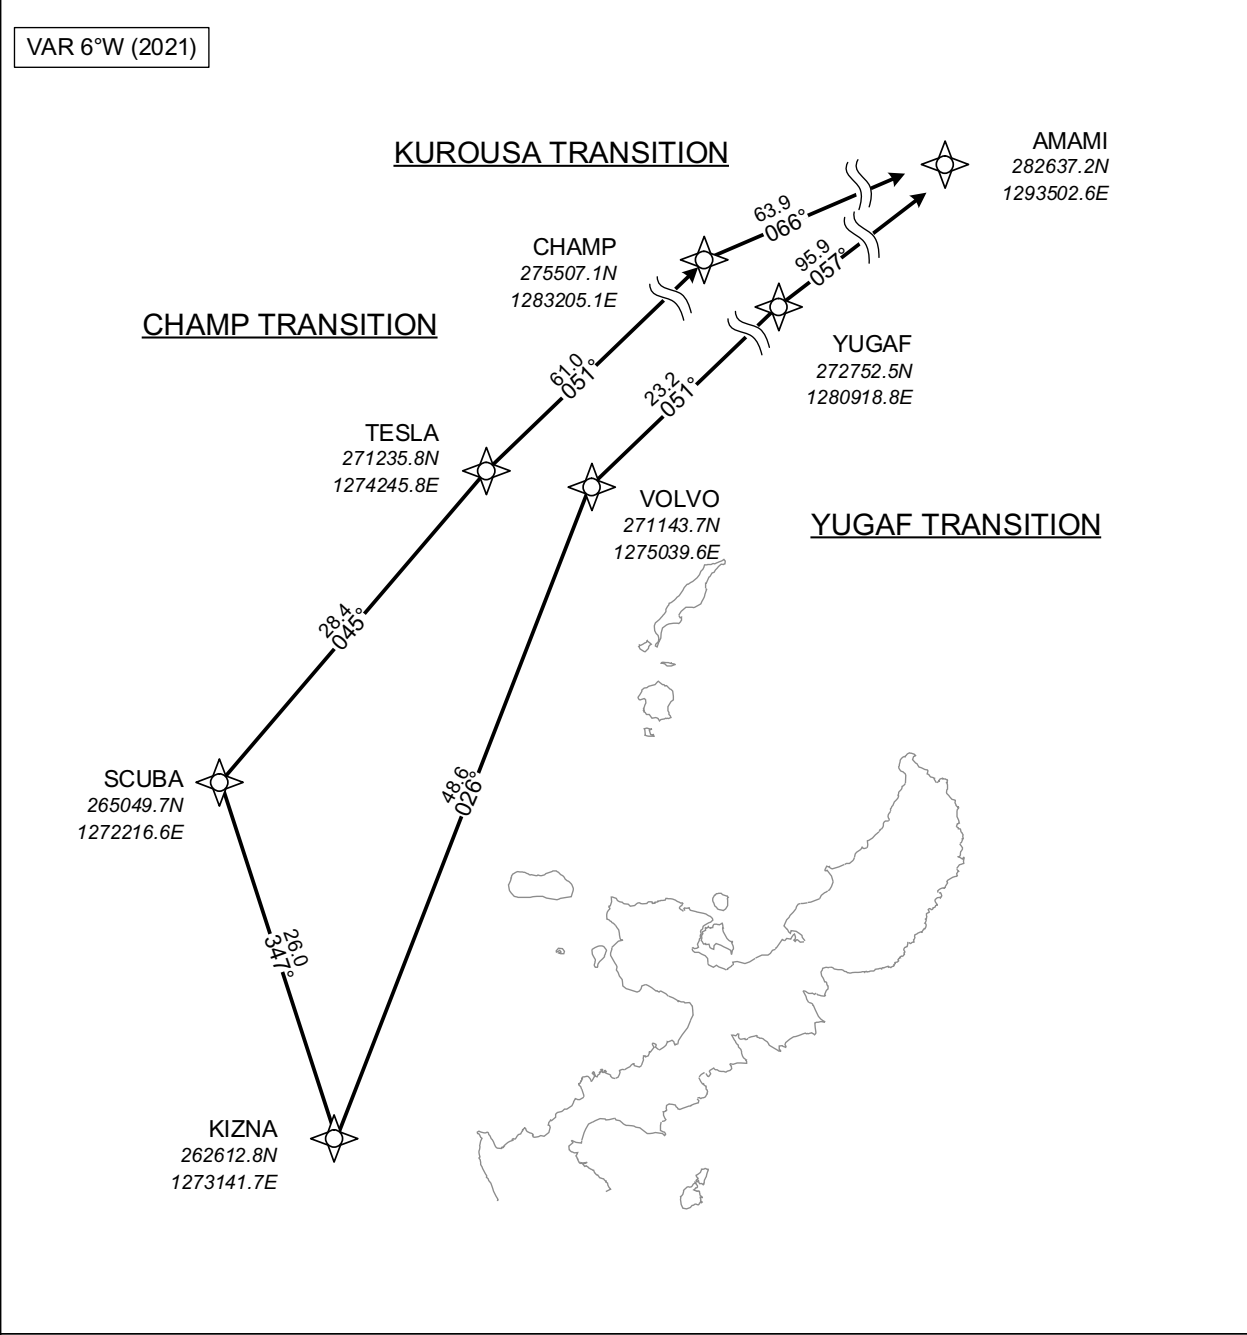 VAR 6°W (2021)
KUROUSA TRANSITION
AMAMI
282637.2N
1293502.6E
63.9
066°
CHAMP
275507.1N
1283205.1E
95.9
057°
CHAMP TRANSITION
YUGAF
272752.5N
1280918.8E
61.0
051°
23.2
051°
TESLA
271235.8N
1274245.8E
VOLVO
271143.7N
1275039.6E
YUGAF TRANSITION
28.4
045°
SCUBA
265049.7N
1272216.6E
48.6
026°
26.0
347°
KIZNA
262612.8N
1273141.7E